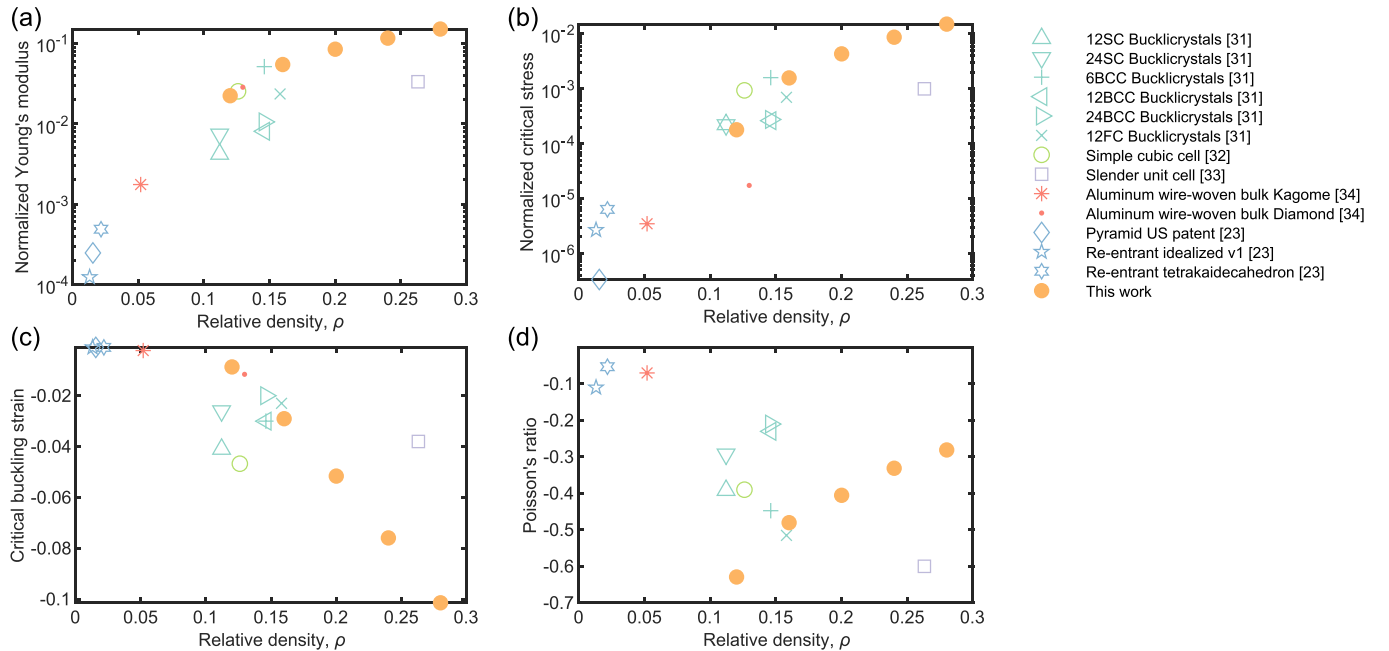 (a)
Normalized Young's modulus
10-1
10-2
10-3
10-4
0 0.05 0.1 0.15 0.2 0.25 0.3
Relative density, ρ
(b)
Normalized critical stress
10-2
10-3
10-4
10-5
10-6
0 0.05 0.1 0.15 0.2 0.25 0.3
Relative density, ρ
12SC Bucklicrystals [31]
24SC Bucklicrystals [31]
6BCC Bucklicrystals [31]
12BCC Bucklicrystals [31]
24BCC Bucklicrystals [31]
12FC Bucklicrystals [31]
Simple cubic cell [32]
Slender unit cell [33]
Aluminum wire-woven bulk Kagome [34]
Aluminum wire-woven bulk Diamond [34]
Pyramid US patent [23]
Re-entrant idealized v1 [23]
Re-entrant tetrakaidecahedron [23]
This work
(c)
Critical buckling strain
-0.02
-0.04
-0.06
-0.08
-0.1
0 0.05 0.1 0.15 0.2 0.25 0.3
Relative density, ρ
(d)
Poisson's ratio
-0.1
-0.2
-0.3
-0.4
-0.5
-0.6
-0.7
0 0.05 0.1 0.15 0.2 0.25 0.3
Relative density, ρ